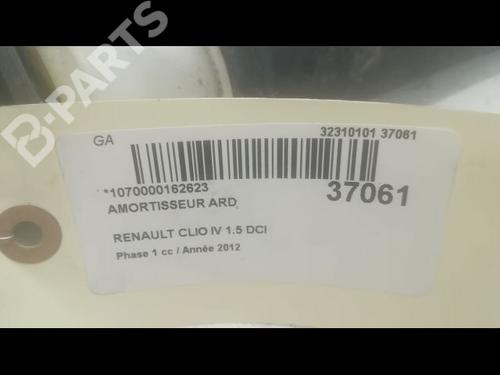 B-PARTS
GA
32310101 37061
*1070000162623
37061
AMORTISSEUR ARD
RENAULT CLIO IV 1.5 DCI
Phase 1 cc / Année 2012